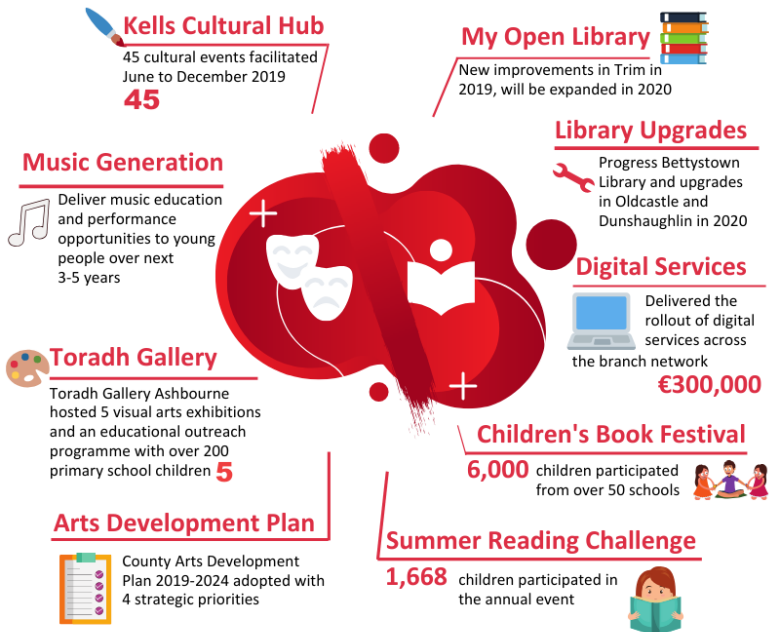 Kells Cultural Hub
45 cultural events facilitated
June to December 2019
45
Music Generation
Deliver music education
and performance
opportunities to young
people over next
3-5 years
Toradh Gallery
Toradh Gallery Ashbourne
hosted 5 visual arts exhibitions
and an educational outreach
programme with over 200
primary school children 5
Arts Development Plan
County Arts Development
Plan 2019-2024 adopted with
4 strategic priorities
My Open Library
New improvements in Trim in
2019, will be expanded in 2020
Library Upgrades
Progress Bettystown
Library and upgrades
in Oldcastle and
Dunshaughlin in 2020
Digital Services
Delivered the
rollout of digital
services across
the branch network
€300,000
Children's Book Festival
6,000 children participated
from over 50 schools
Summer Reading Challenge
1,668 children participated in
the annual event